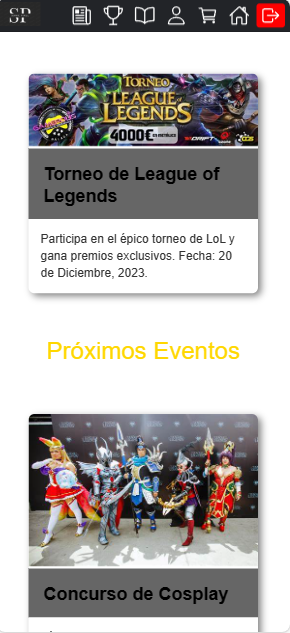 SP
TORNEO
LEAGUE OF
LEGENDS
4000€
Torneo de League of
Legends
Participa en el épico torneo de LoL y
gana premios exclusivos. Fecha: 20
de Diciembre, 2023.
Próximos Eventos
Concurso de Cosplay